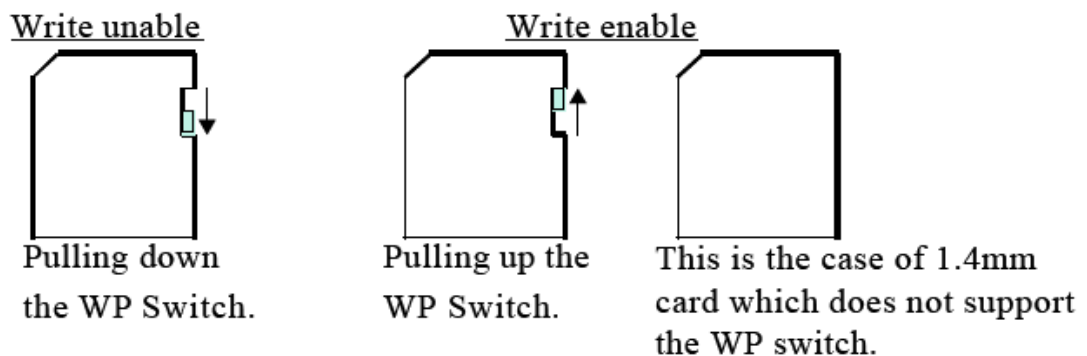 Write unable
Write enable
Pulling down
the WP Switch.
Pulling up the
WP Switch.
This is the case of 1.4mm
card which does not support
the WP switch.